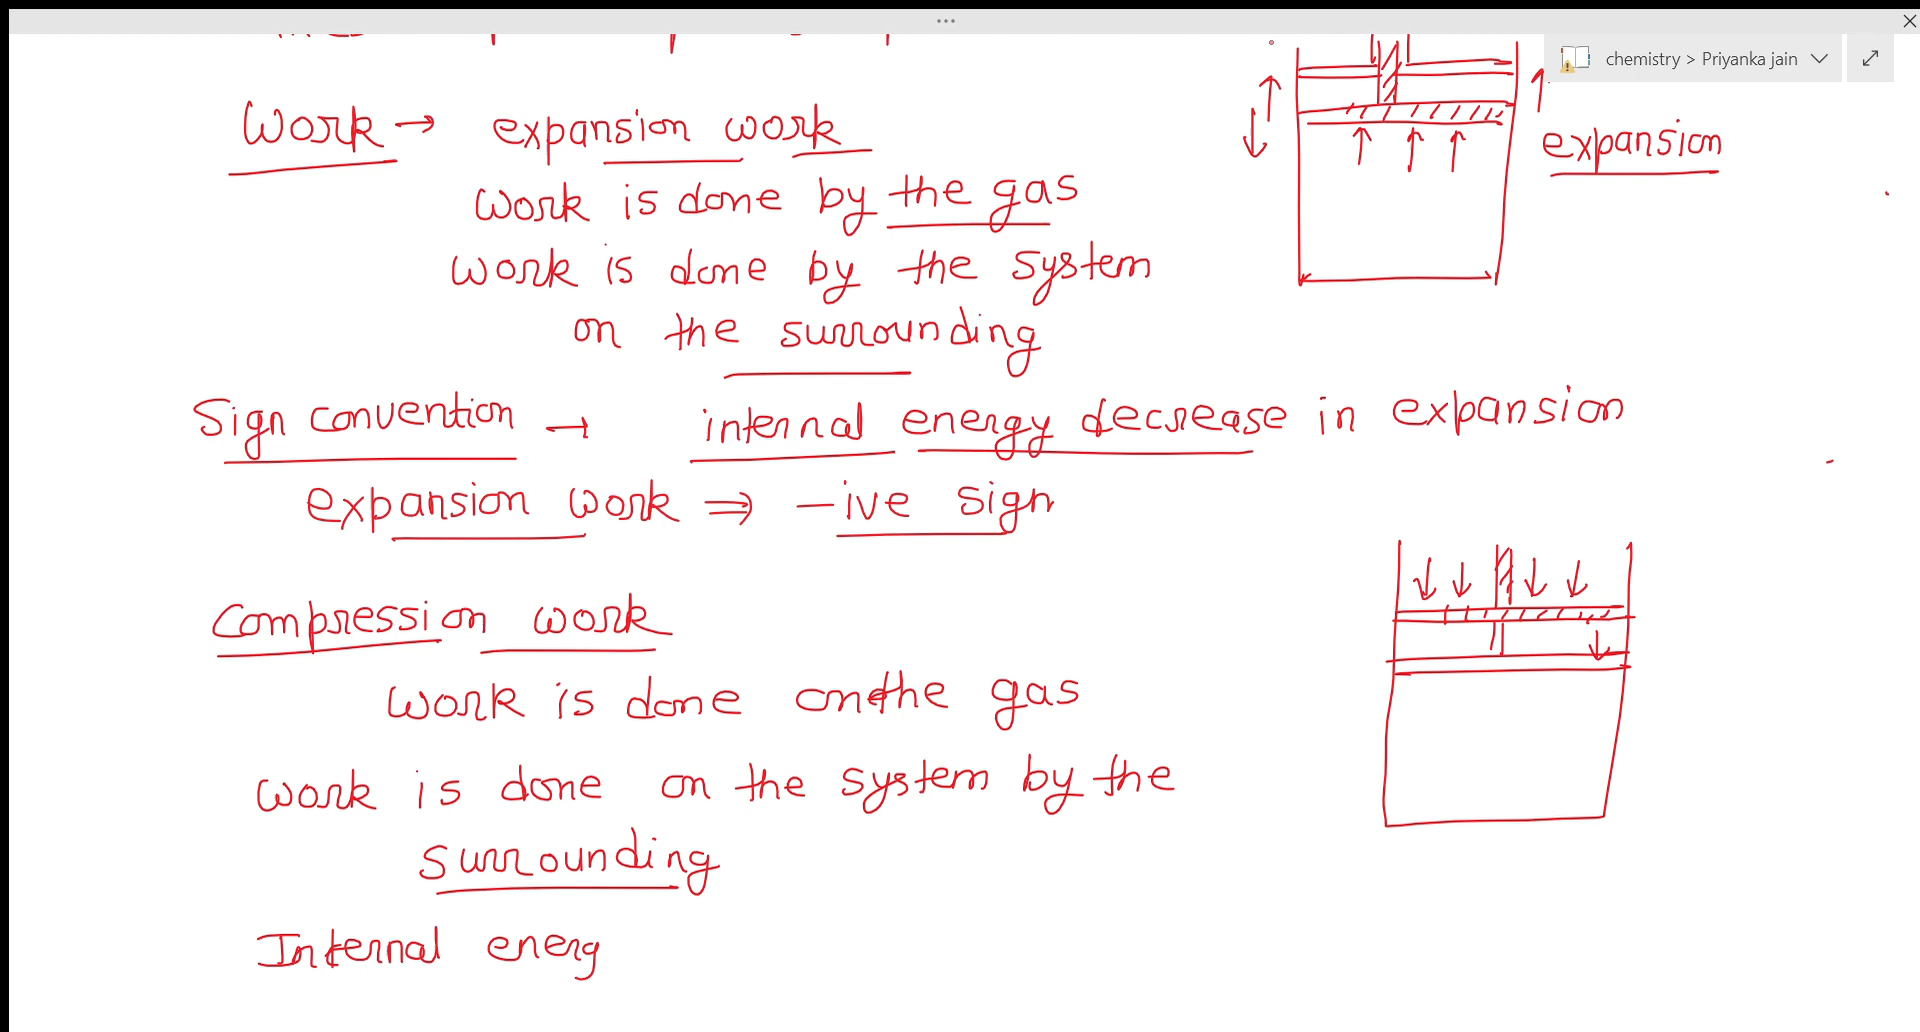 chemistry > Priyanka jain
Work → expansion work
expansion
work is done by the gas
work is done by the system
on the surrounding
Sign convention → internal energy decrease in expansion
expansion work ⇒ -ive sign
Compression work
work is done on the gas
work is done on the system by the
surrounding
Internal energ